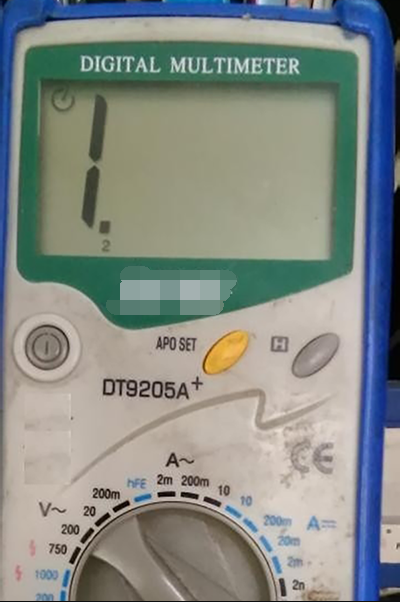 DIGITAL MULTIMETER
1.
2
APO SET
H
DT9205A+
CE
A~
hFE 2m 200m 10 10
200m
V~
20
200m
A
200
20m
750
2m
1000
2n
200